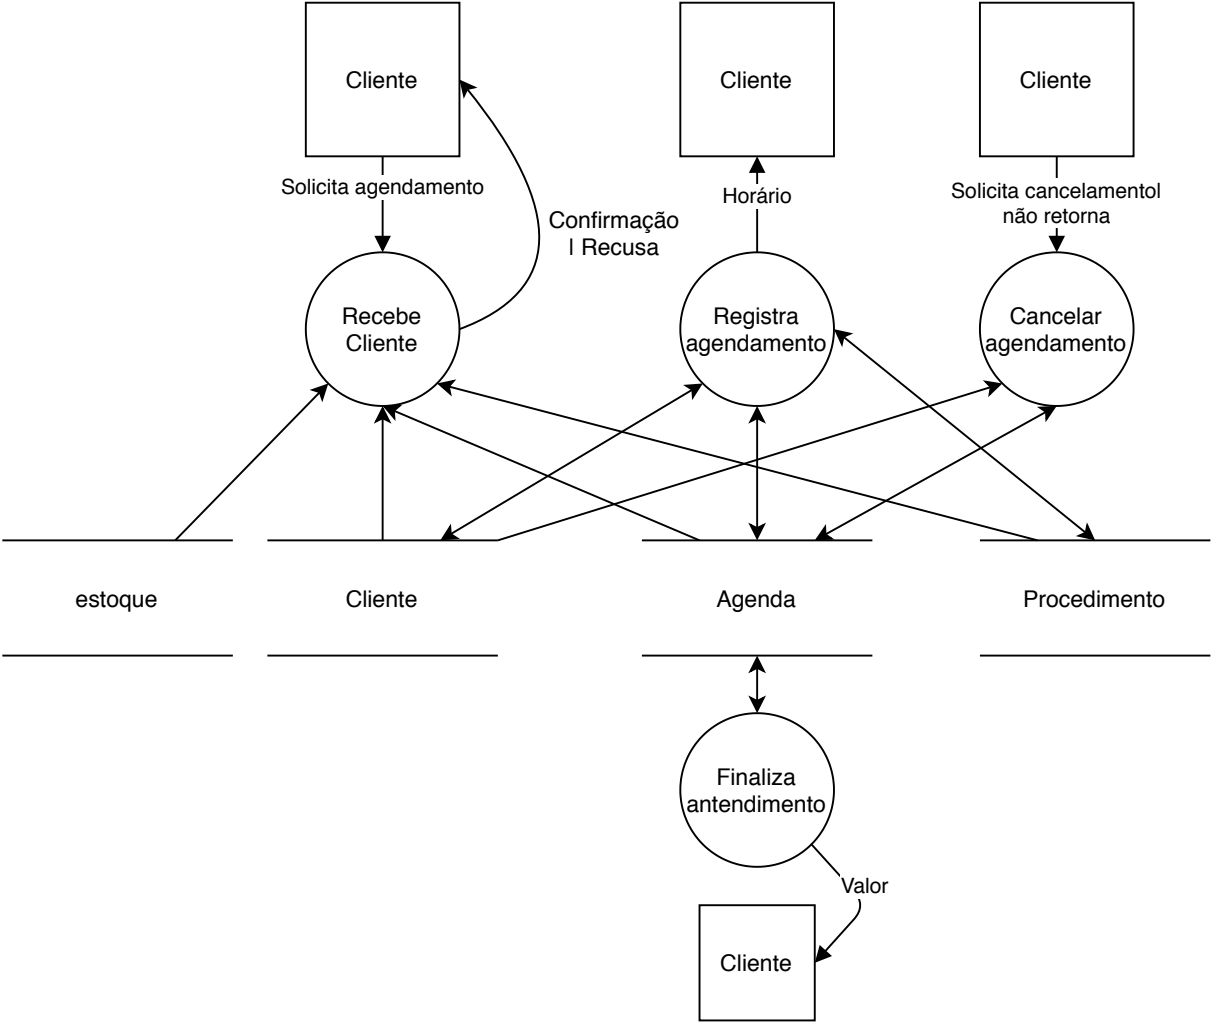 Cliente
Cliente
Cliente
Solicita agendamento
Horário
Solicita cancelamentol
não retorna
Confirmação
| Recusa
Recebe
Cliente
Registra
agendamento
Cancelar
agendamento
estoque
Cliente
Agenda
Procedimento
Finaliza
antendimento
Valor
Cliente